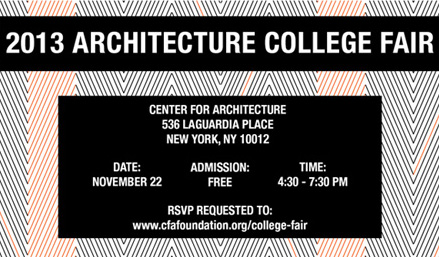 2013 ARCHITECTURE COLLEGE FAIR
CENTER FOR ARCHITECTURE
536 LAGUARDIA PLACE
NEW YORK, NY 10012
DATE: ADMISSION: TIME:
NOVEMBER 22 FREE 4:30 - 7:30 PM
RSVP REQUESTED TO:
www.cfafoundation.org/college-fair